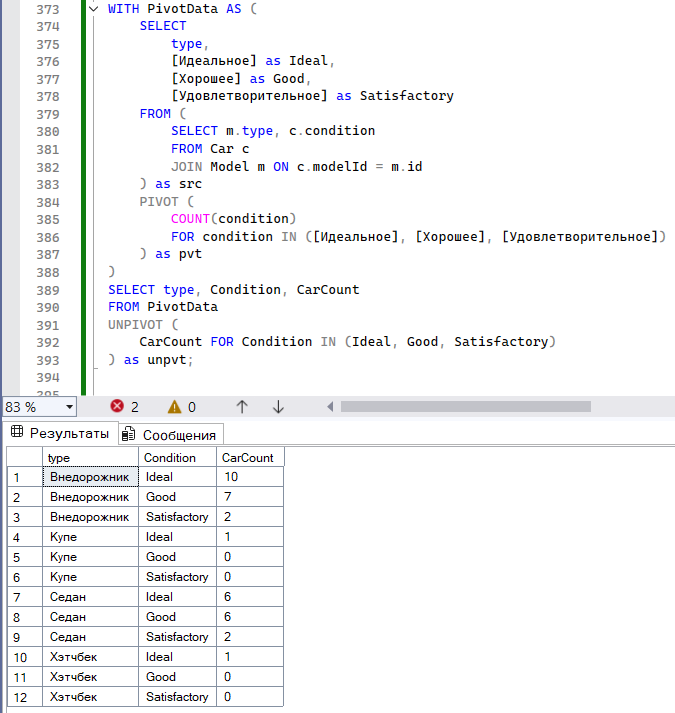 373 WITH PivotData AS (
374 SELECT
375 type,
376 [Идеальное] as Ideal,
377 [Хорошее] as Good,
378 [Удовлетворительное] as Satisfactory
379 FROM (
380 SELECT m.type, c.condition
381 FROM Car c
382 JOIN Model m ON c.modelId = m.id
383 ) as src
384 PIVOT (
385 COUNT(condition)
386 FOR condition IN ([Идеальное], [Хорошее], [Удовлетворительное])
387 ) as pvt
388 )
389 SELECT type, Condition, CarCount
390 FROM PivotData
391 UNPIVOT (
392 CarCount FOR Condition IN (Ideal, Good, Satisfactory)
393 ) as unpvt;
394
395
83 % 2 0
Результаты Сообщения
type Condition CarCount
1 Внедорожник Ideal 10
2 Внедорожник Good 7
3 Внедорожник Satisfactory 2
4 Купе Ideal 1
5 Купе Good 0
6 Купе Satisfactory 0
7 Седан Ideal 6
8 Седан Good 6
9 Седан Satisfactory 2
10 Хэтчбек Ideal 1
11 Хэтчбек Good 0
12 Хэтчбек Satisfactory 0